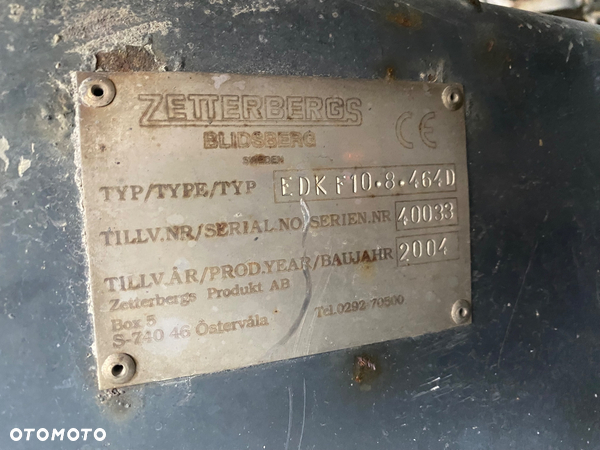 ZETTERBERGS
BLIDSBERG
SWEDEN
CE
TYP/TYPE/TYP EDK F10•8•464D
TILLV.NR/SERIAL.NO/SERIEN.NR 40033
TILLV.ÅR/PROD.YEAR/BAUJAHR 2004
Zetterbergs Produkt AB
Box 5
S-740 46 Östervåla Tel.0292-70500
OTOMOTO